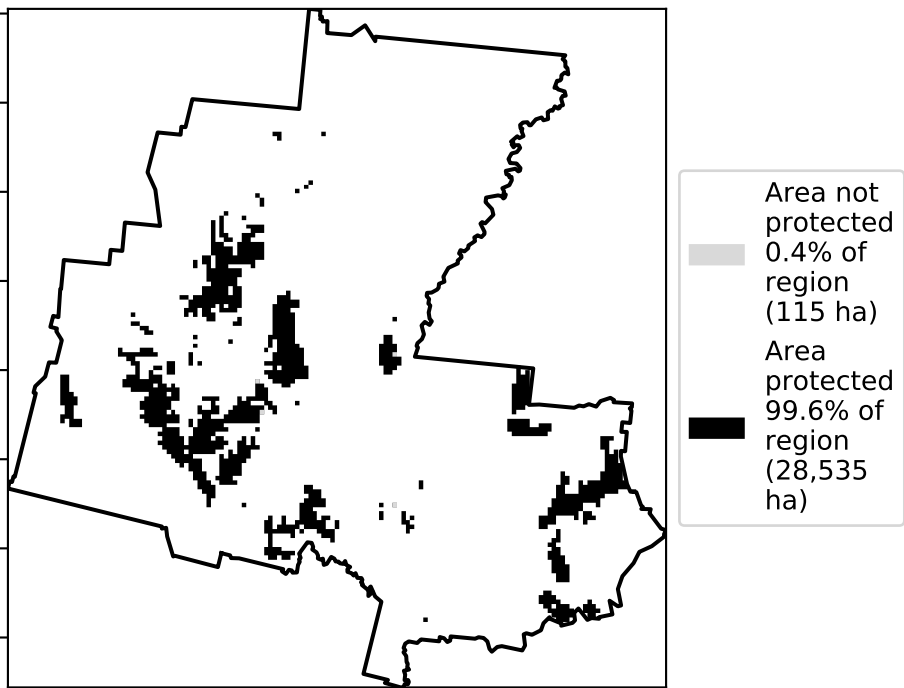 Area not
protected
0.4% of
region
(115 ha)
Area
protected
99.6% of
region
(28,535
ha)